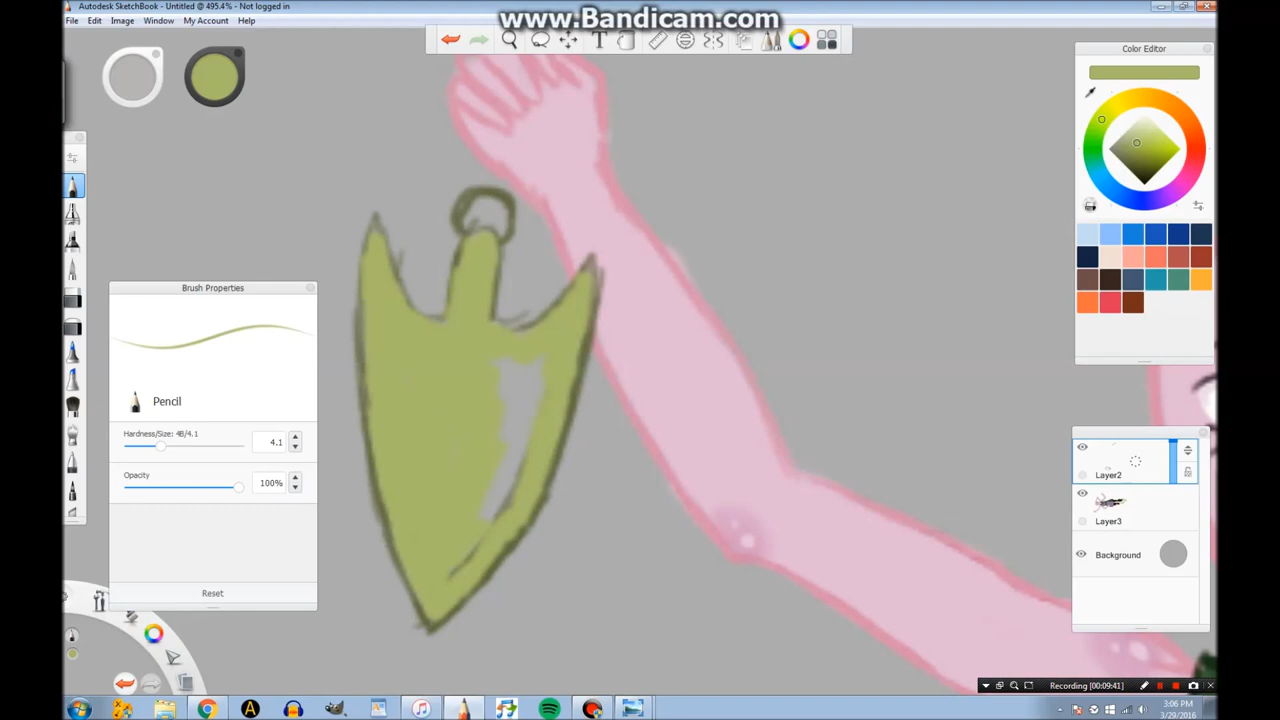 Autodesk SketchBook - Untitled @ 495.4% - Not logged in
www.Bandicam.com
File Edit Image Window My Account Help
Color Editor
Brush Properties
Pencil
Hardness/Size: 4B/4.1
4.1
Opacity
100%
Reset
Layer2
Layer3
Background
Recording [00:09:41]
3:06 PM
3/29/2016